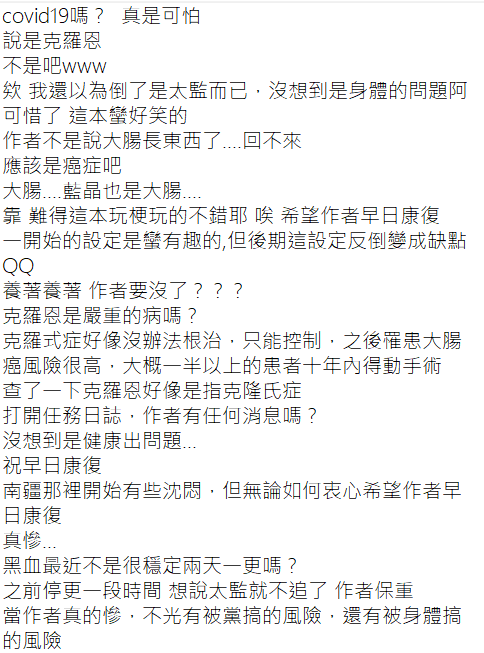 covid19嗎？ 真是可怕
說是克羅恩
不是吧www
欸 我還以為倒了是太監而已，沒想到是身體的問題阿
可惜了 這本蠻好笑的
作者不是說大腸長東西了....回不來
應該是癌症吧
大腸....藍晶也是大腸....
靠 難得這本玩梗玩的不錯耶 唉 希望作者早日康復
一開始的設定是蠻有趣的,但後期這設定反倒變成缺點
QQ
養著養著 作者要沒了？？？
克羅恩是嚴重的病嗎？
克羅式症好像沒辦法根治，只能控制，之後罹患大腸
癌風險很高，大概一半以上的患者十年內得動手術
查了一下克羅恩好像是指克隆氏症
打開任務日誌，作者有任何消息嗎？
沒想到是健康出問題...
祝早日康復
南疆那裡開始有些沈悶，但無論如何衷心希望作者早
日康復
真慘...
黑血最近不是很穩定兩天一更嗎？
之前停更一段時間 想說太監就不追了 作者保重
當作者真的慘，不光有被黨搞的風險，還有被身體搞
的風險